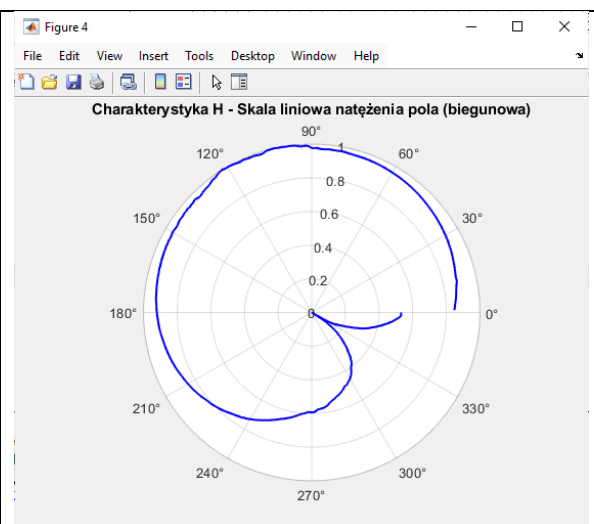 Figure 4
File Edit View Insert Tools Desktop Window Help
Charakterystyka H - Skala liniowa natężenia pola (biegunowa)
90°
120° 1 60°
0.8
150° 0.6 30°
0.4
0.2
180° 0 0°
210° 330°
240° 300°
270°